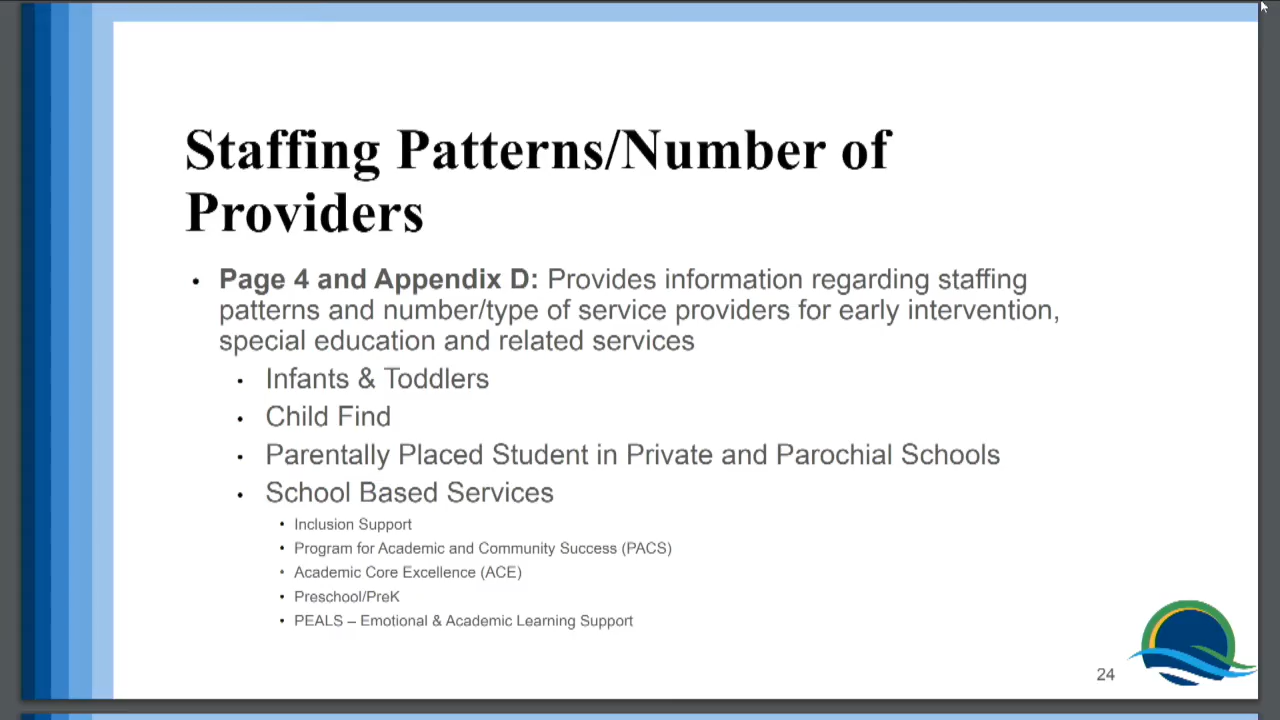 Staffing Patterns/Number of
Providers
• Page 4 and Appendix D: Provides information regarding staffing
patterns and number/type of service providers for early intervention,
special education and related services
• Infants & Toddlers
• Child Find
• Parentally Placed Student in Private and Parochial Schools
• School Based Services
• Inclusion Support
• Program for Academic and Community Success (PACS)
• Academic Core Excellence (ACE)
• Preschool/PreK
• PEALS – Emotional & Academic Learning Support
24